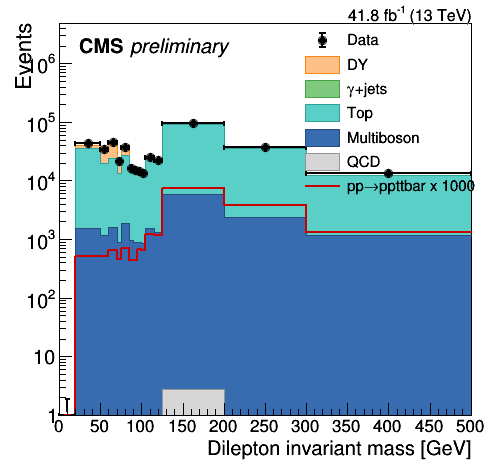 41.8 fb⁻¹ (13 TeV)
CMS preliminary
Data
DY
γ+jets
Top
Multiboson
QCD
pp→ppttbar x 1000
Events
10⁶
10⁵
10⁴
10³
10²
10
1
0 50 100 150 200 250 300 350 400 450 500
Dilepton invariant mass [GeV]